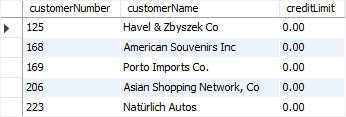 customerNumber customerName creditLimit
125 Havel & Zbyszek Co 0.00
168 American Souvenirs Inc 0.00
169 Porto Imports Co. 0.00
206 Asian Shopping Network, Co 0.00
223 Natürlich Autos 0.00